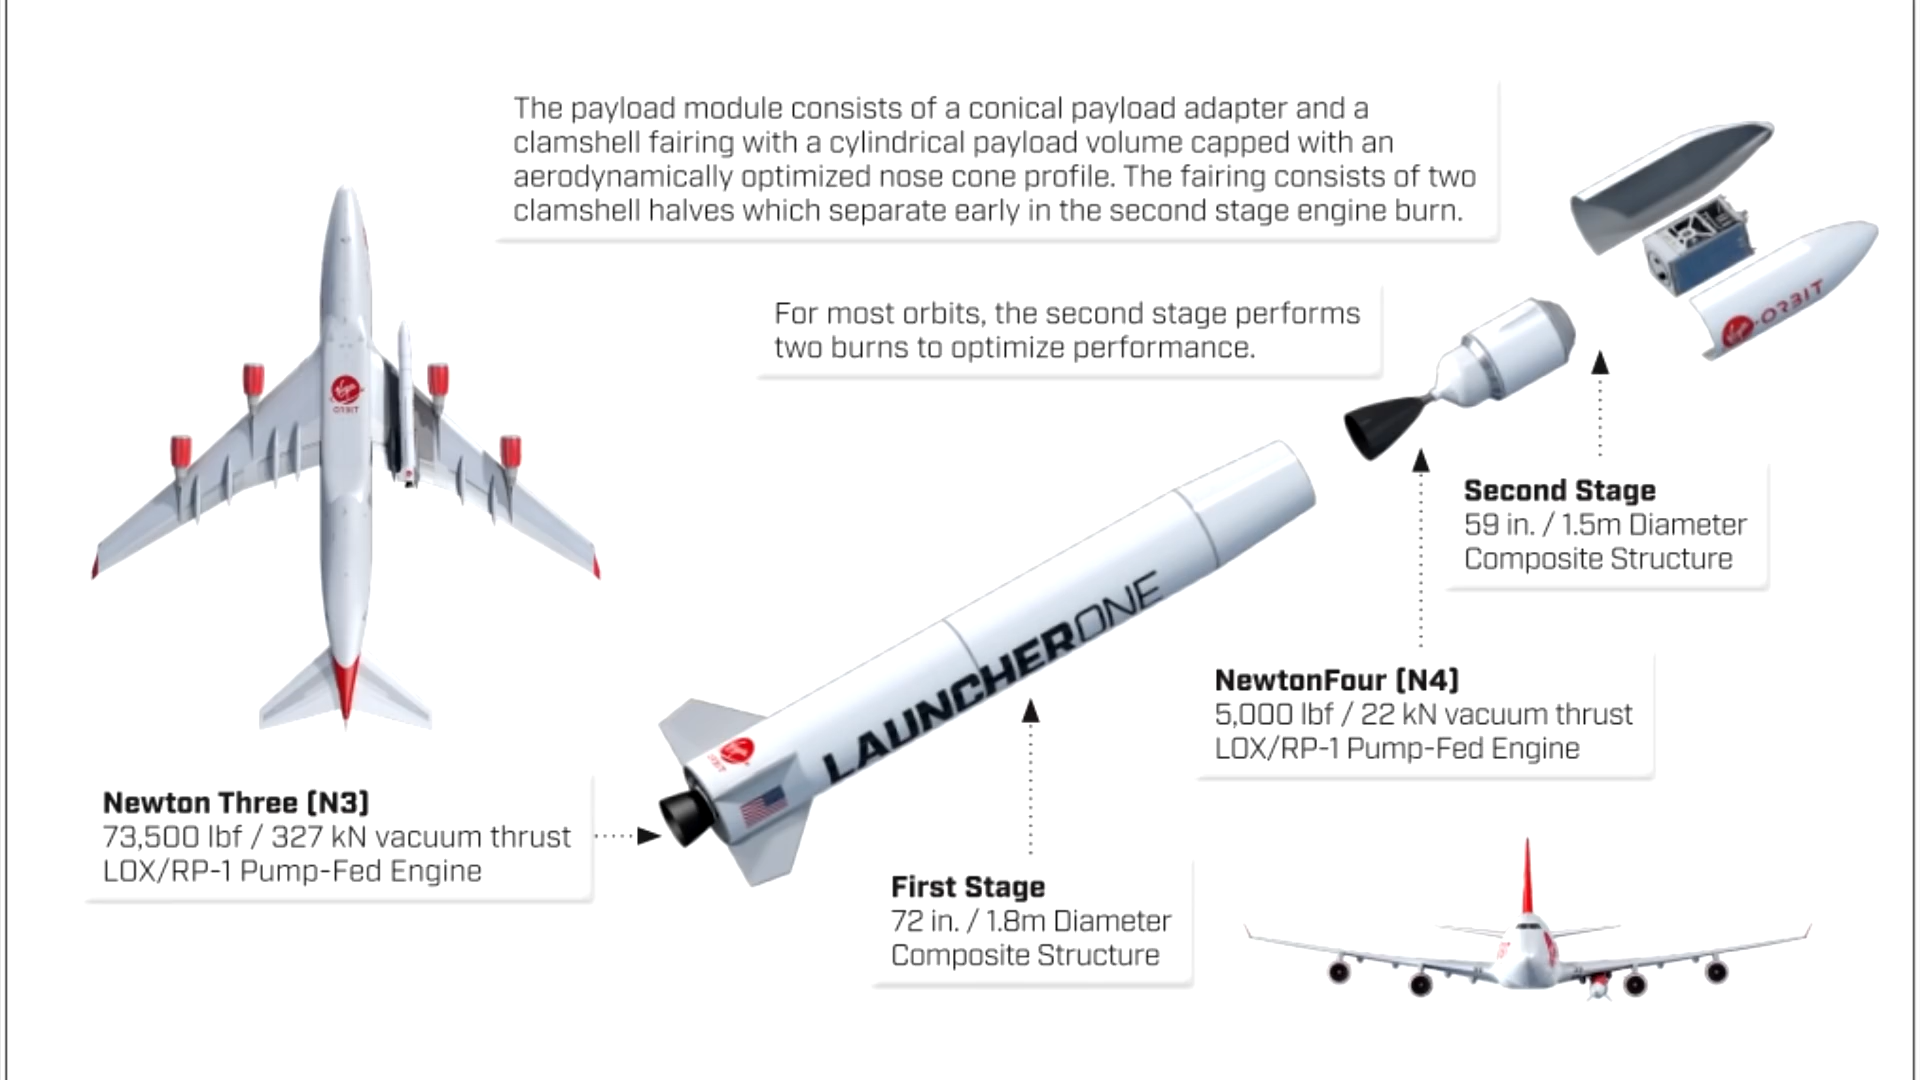 The payload module consists of a conical payload adapter and a
clamshell fairing with a cylindrical payload volume capped with an
aerodynamically optimized nose cone profile. The fairing consists of two
clamshell halves which separate early in the second stage engine burn.
For most orbits, the second stage performs
two burns to optimize performance.
Virgin
ORBIT
Virgin ORBIT
Second Stage
59 in. / 1.5m Diameter
Composite Structure
LAUNCHERONE
NewtonFour (N4)
5,000 lbf / 22 kN vacuum thrust
LOX/RP-1 Pump-Fed Engine
Virgin
ORBIT
Newton Three (N3)
73,500 lbf / 327 kN vacuum thrust
LOX/RP-1 Pump-Fed Engine
First Stage
72 in. / 1.8m Diameter
Composite Structure